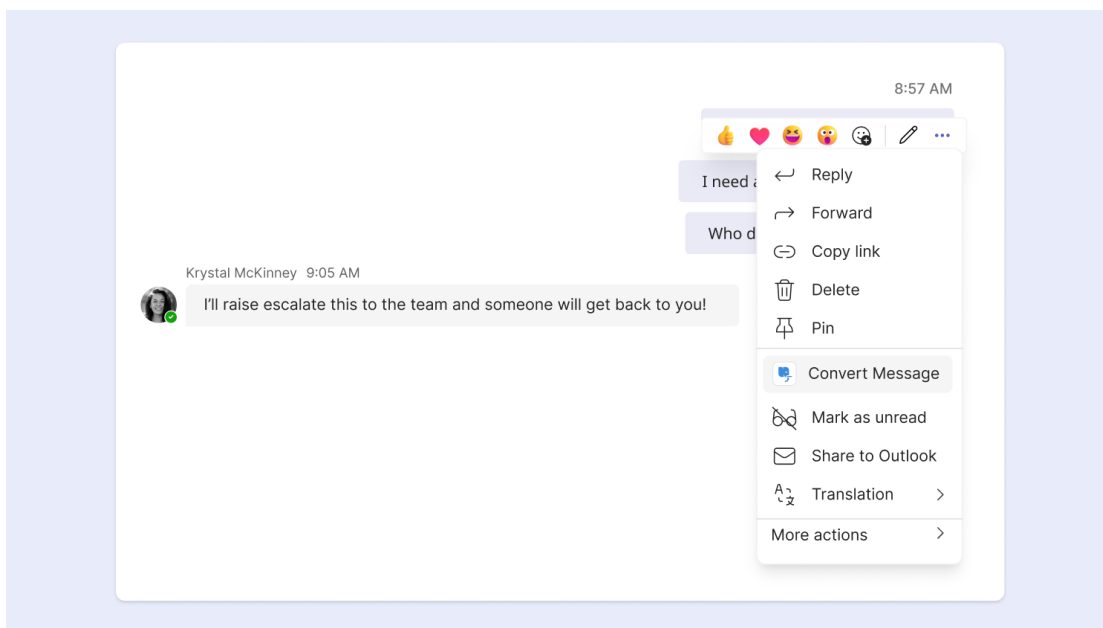 8:57 AM
I need
Who d
Krystal McKinney 9:05 AM
I'll raise escalate this to the team and someone will get back to you!
Reply
Forward
Copy link
Delete
Pin
Convert Message
Mark as unread
Share to Outlook
Translation
More actions